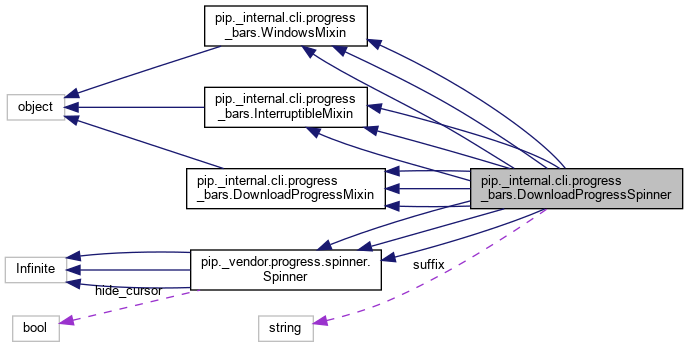 pip._internal.cli.progress
_bars.WindowsMixin
object
pip._internal.cli.progress
_bars.InterruptibleMixin
pip._internal.cli.progress
_bars.DownloadProgressMixin
pip._internal.cli.progress
_bars.DownloadProgressSpinner
Infinite
pip._vendor.progress.spinner.
Spinner
suffix
hide_cursor
bool
string